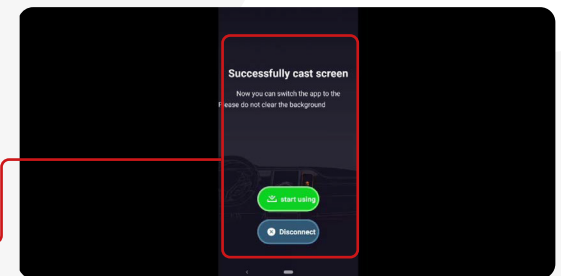 Successfully cast screen
Now you can switch the app to the
Please do not clear the background
start using
Disconnect